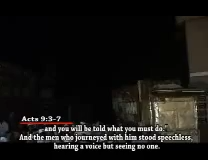 Acts 9:3-7
and you will be told what you must do.
And the men who journeyed with him stood speechless,
hearing a voice but seeing no one.